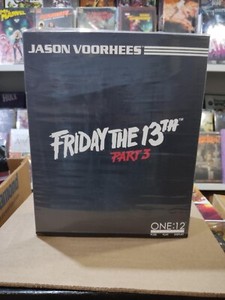 JASON VOORHEES
FRIDAY THE 13TH
PART 3
ONE:12